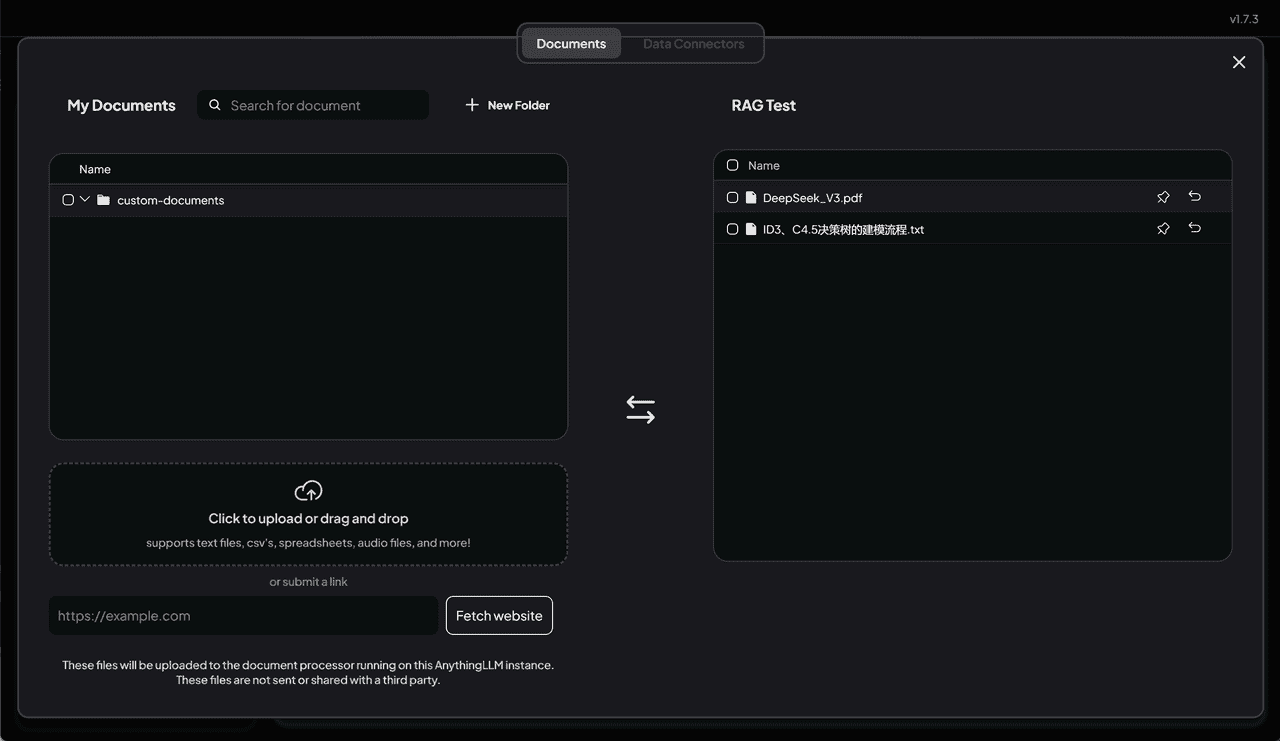 v1.7.3
Documents
Data Connectors
My Documents
Search for document
New Folder
Name
custom-documents
Click to upload or drag and drop
supports text files, csv's, spreadsheets, audio files, and more!
or submit a link
https://example.com
Fetch website
These files will be uploaded to the document processor running on this AnythingLLM instance.
These files are not sent or shared with a third party.
RAG Test
Name
DeepSeek_V3.pdf
ID3、C4.5决策树的建模流程.txt